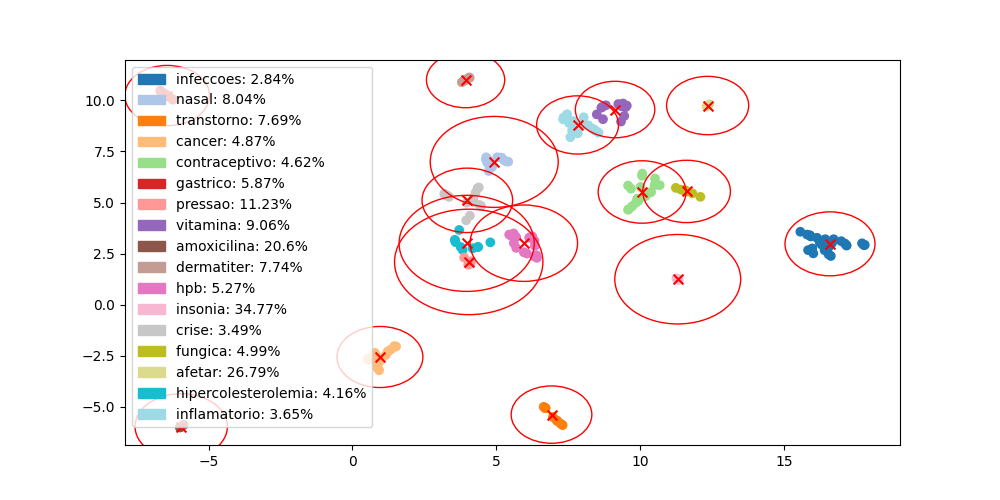 infeccoes: 2.84%
nasal: 8.04%
transtorno: 7.69%
cancer: 4.87%
contraceptivo: 4.62%
gastrico: 5.87%
pressao: 11.23%
vitamina: 9.06%
amoxicilina: 20.6%
dermatiter: 7.74%
hpb: 5.27%
insonia: 34.77%
crise: 3.49%
fungica: 4.99%
afetar: 26.79%
hipercolesterolemia: 4.16%
inflamatorio: 3.65%
10.0
7.5
5.0
2.5
0.0
−2.5
−5.0
−5 0 5 10 15